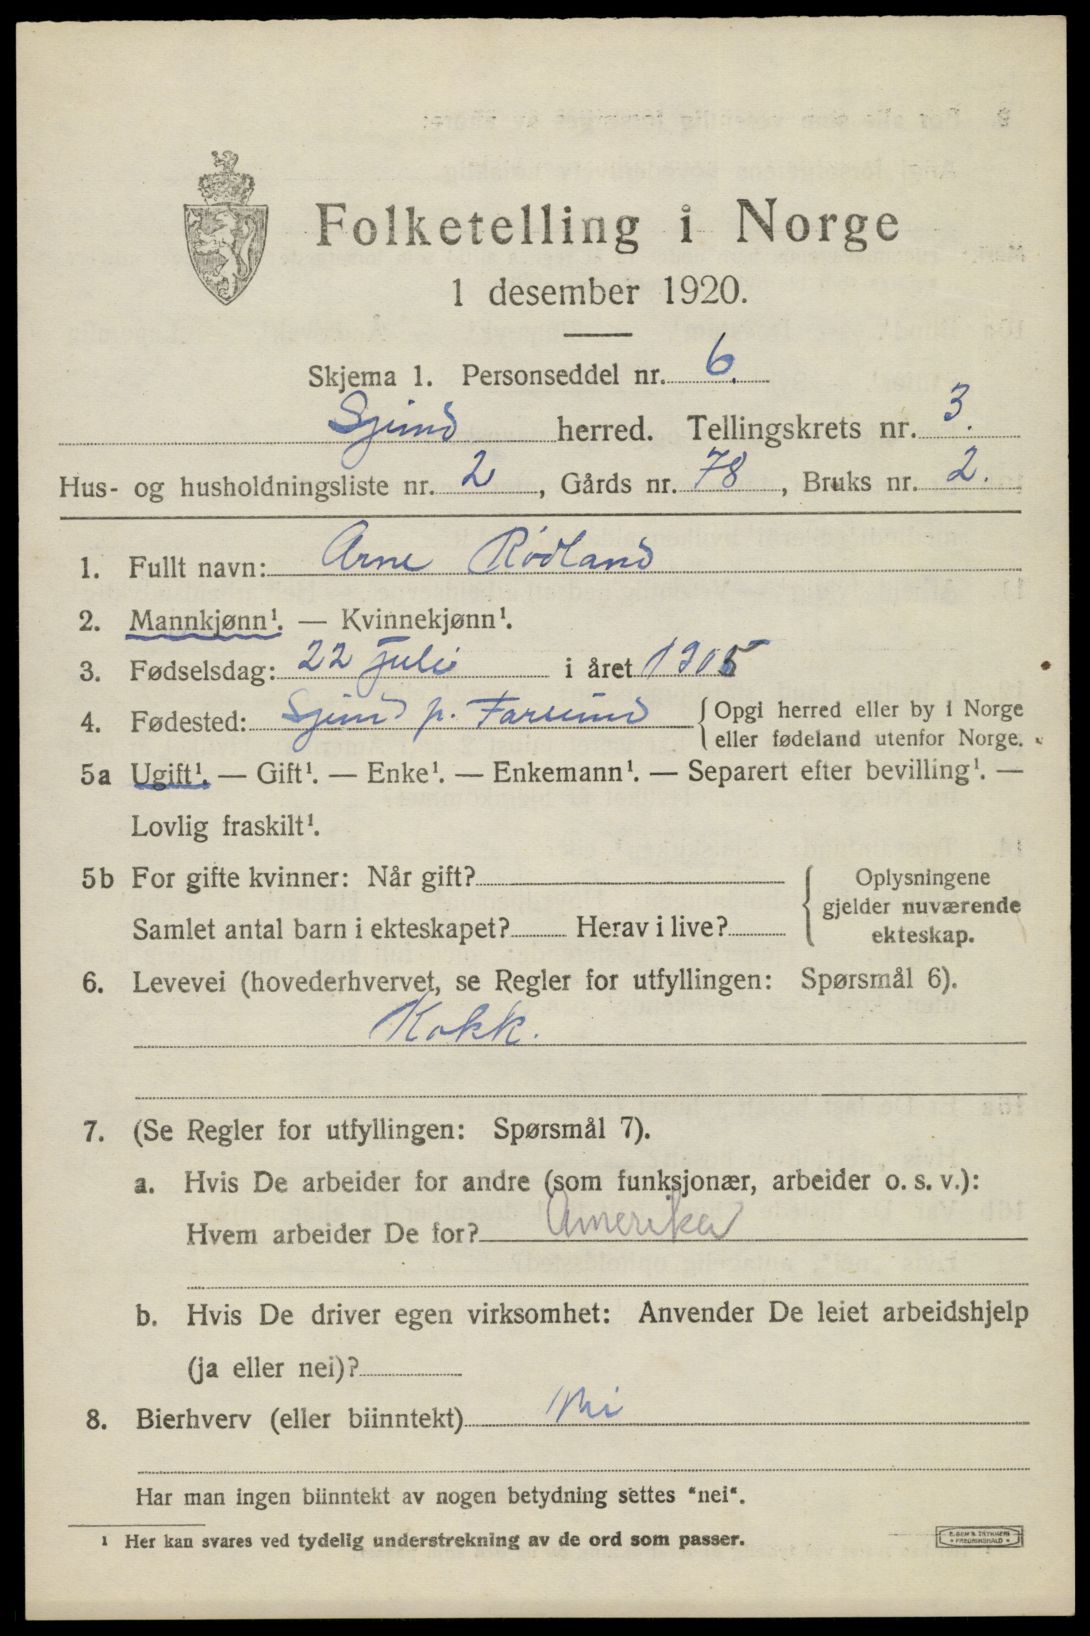 Folketelling i Norge
1 desember 1920.
Skjema 1. Personseddel nr. 6.
Spind herred. Tellingskrets nr. 3.
Hus- og husholdningsliste nr. 2, Gårds nr. 78, Bruks nr. 2.
1. Fullt navn: Arne Rødland
2. Mannkjønn¹. — Kvinnekjønn¹.
3. Fødselsdag: 22 juli i året 1905
4. Fødested: Spind p. Farsund { Opgi herred eller by i Norge
eller fødeland utenfor Norge.
5a Ugift¹. — Gift¹. — Enke¹. — Enkemann¹. — Separert efter bevilling¹. —
Lovlig fraskilt¹.
5b For gifte kvinner: Når gift?
Samlet antal barn i ekteskapet? Herav i live?
{ Oplysningene
gjelder nuværende
ekteskap.
6. Levevei (hovederhvervet, se Regler for utfyllingen: Spørsmål 6).
Kokk.
7. (Se Regler for utfyllingen: Spørsmål 7).
a. Hvis De arbeider for andre (som funksjonær, arbeider o. s. v.):
Hvem arbeider De for? Amerika
b. Hvis De driver egen virksomhet: Anvender De leiet arbeidshjelp
(ja eller nei)?
8. Bierhverv (eller biinntekt) Nei
Har man ingen biinntekt av nogen betydning settes "nei".
¹ Her kan svares ved tydelig understrekning av de ord som passer.